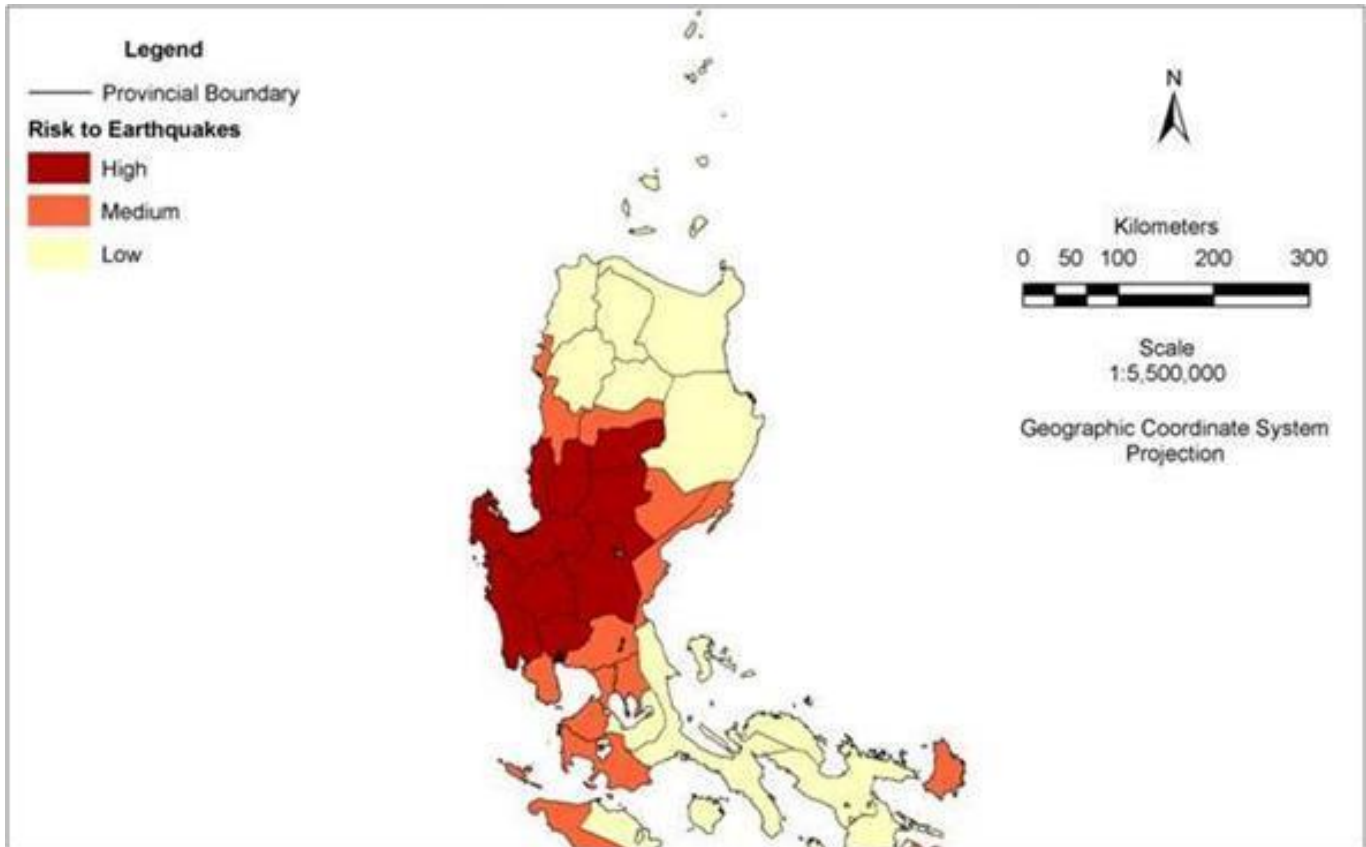 Legend
Provincial Boundary
Risk to Earthquakes
High
Medium
Low
N
Kilometers
0 50 100 200 300
Scale
1:5,500,000
Geographic Coordinate System
Projection